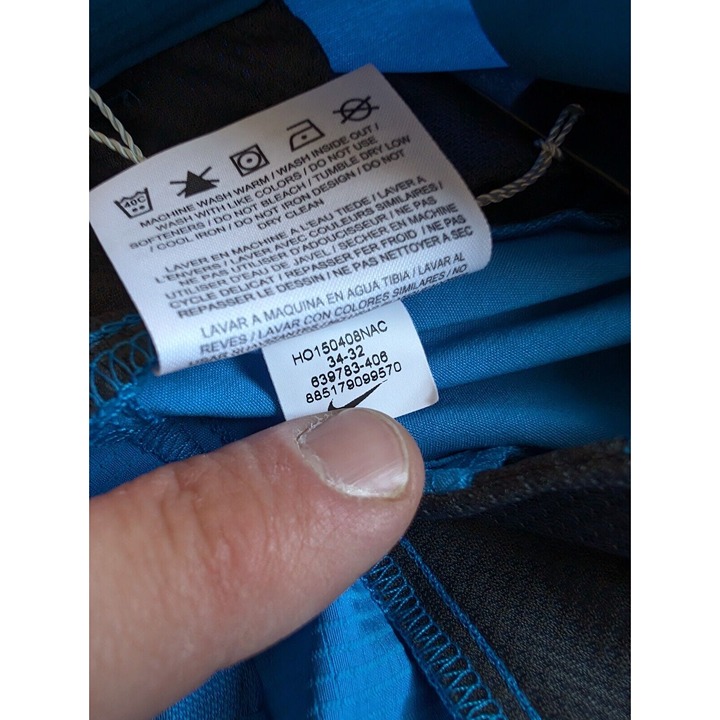 40C
MACHINE WASH WARM / WASH INSIDE OUT /
WASH WITH LIKE COLORS / DO NOT USE
SOFTENERS / DO NOT BLEACH / TUMBLE DRY LOW
/ COOL IRON / DO NOT IRON DESIGN / DO NOT
DRY CLEAN
LAVER EN MACHINE A L'EAU TIEDE / LAVER A
L'ENVERS / LAVER AVEC COULEURS SIMILAIRES /
NE PAS UTILISER D'ADOUCISSEUR / NE PAS
UTILISER D'EAU DE JAVEL / SECHER EN MACHINE
CYCLE DELICAT / REPASSER FER FROID / NE PAS
REPASSER LE DESSIN / NE PAS NETTOYER A SEC
LAVAR A MAQUINA EN AGUA TIBIA / LAVAR AL
REVES / LAVAR CON COLORES SIMILARES / NO
HO150408NAC
34-32
639783-406
885179099570